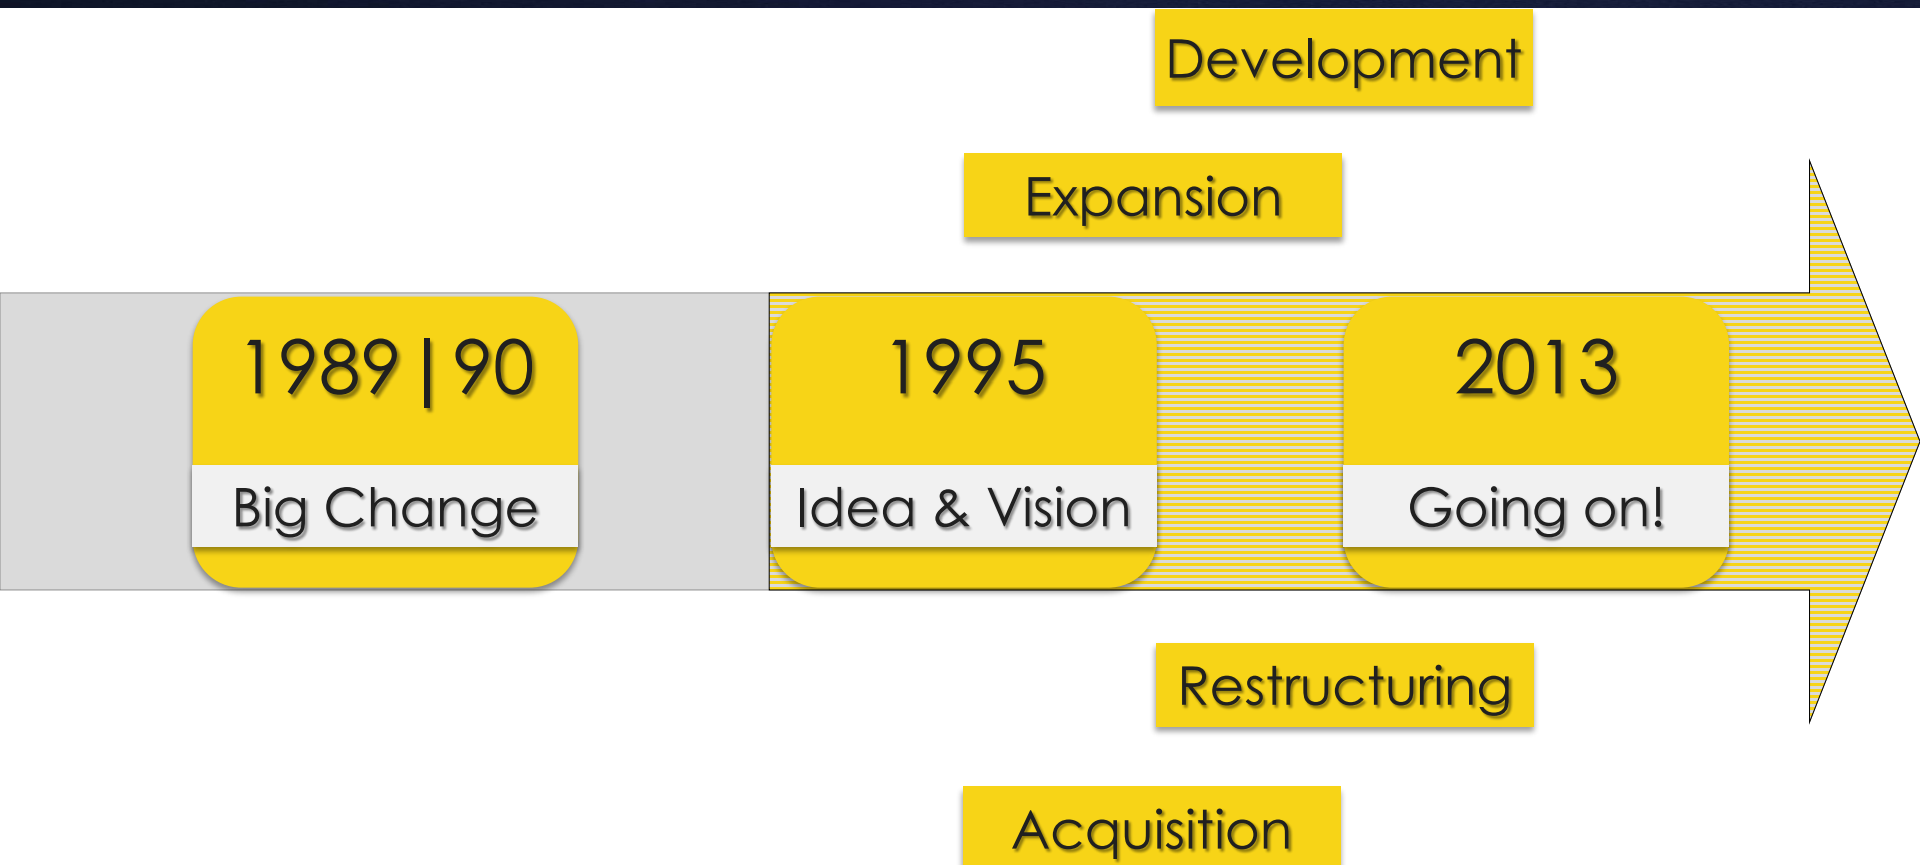 Development
Expansion
1989|90
Big Change
1995
Idea & Vision
2013
Going on!
Restructuring
Acquisition